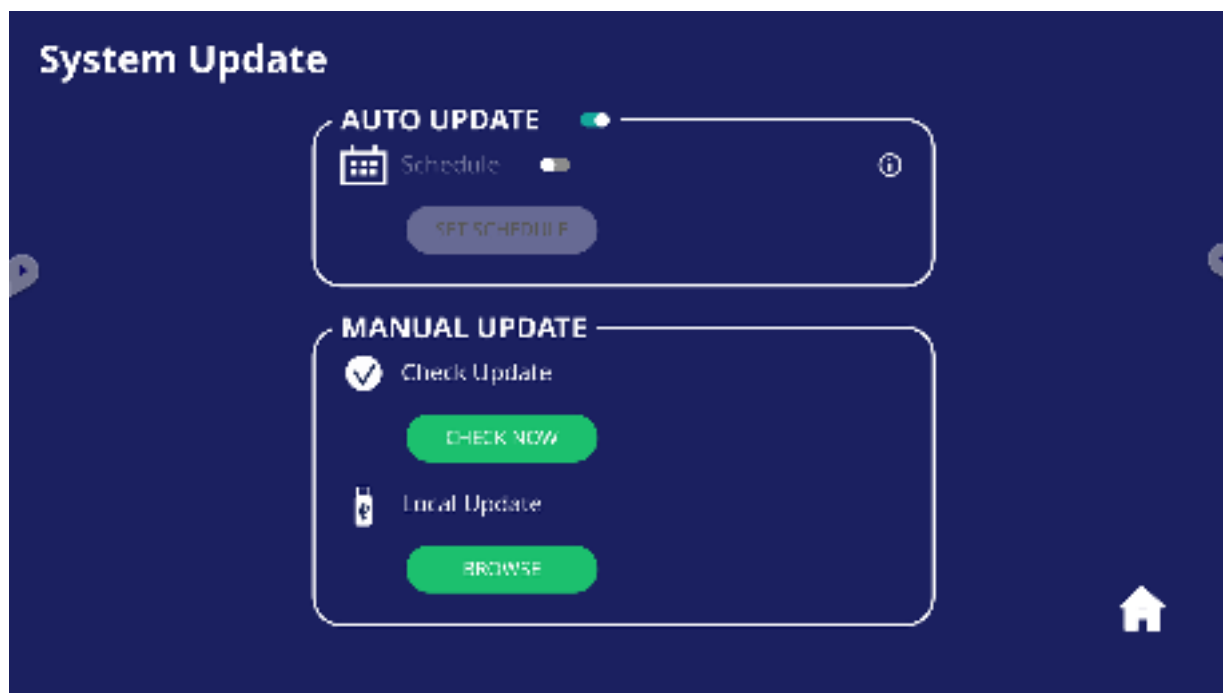 System Update
AUTO UPDATE
Schedule
SET SCHEDULE
MANUAL UPDATE
Check Update
CHECK NOW
Local Update
BROWSE